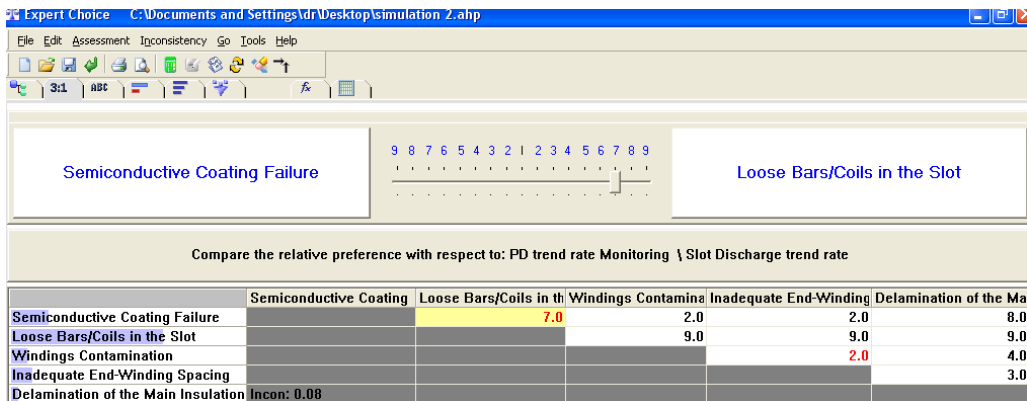 Expert Choice C:\Documents and Settings\dr\Desktop\simulation 2.ahp
File Edit Assessment Inconsistency Go Tools Help
3:1 ABC fx
9 8 7 6 5 4 3 2 1 2 3 4 5 6 7 8 9
Semiconductive Coating Failure Loose Bars/Coils in the Slot
Compare the relative preference with respect to: PD trend rate Monitoring \ Slot Discharge trend rate
Semiconductive Coating Loose Bars/Coils in th Windings Contamina Inadequate End-Winding Delamination of the Ma
Semiconductive Coating Failure 7.0 2.0 2.0 8.0
Loose Bars/Coils in the Slot 9.0 9.0 9.0
Windings Contamination 2.0 4.0
Inadequate End-Winding Spacing 3.0
Delamination of the Main Insulation Incon: 0.08